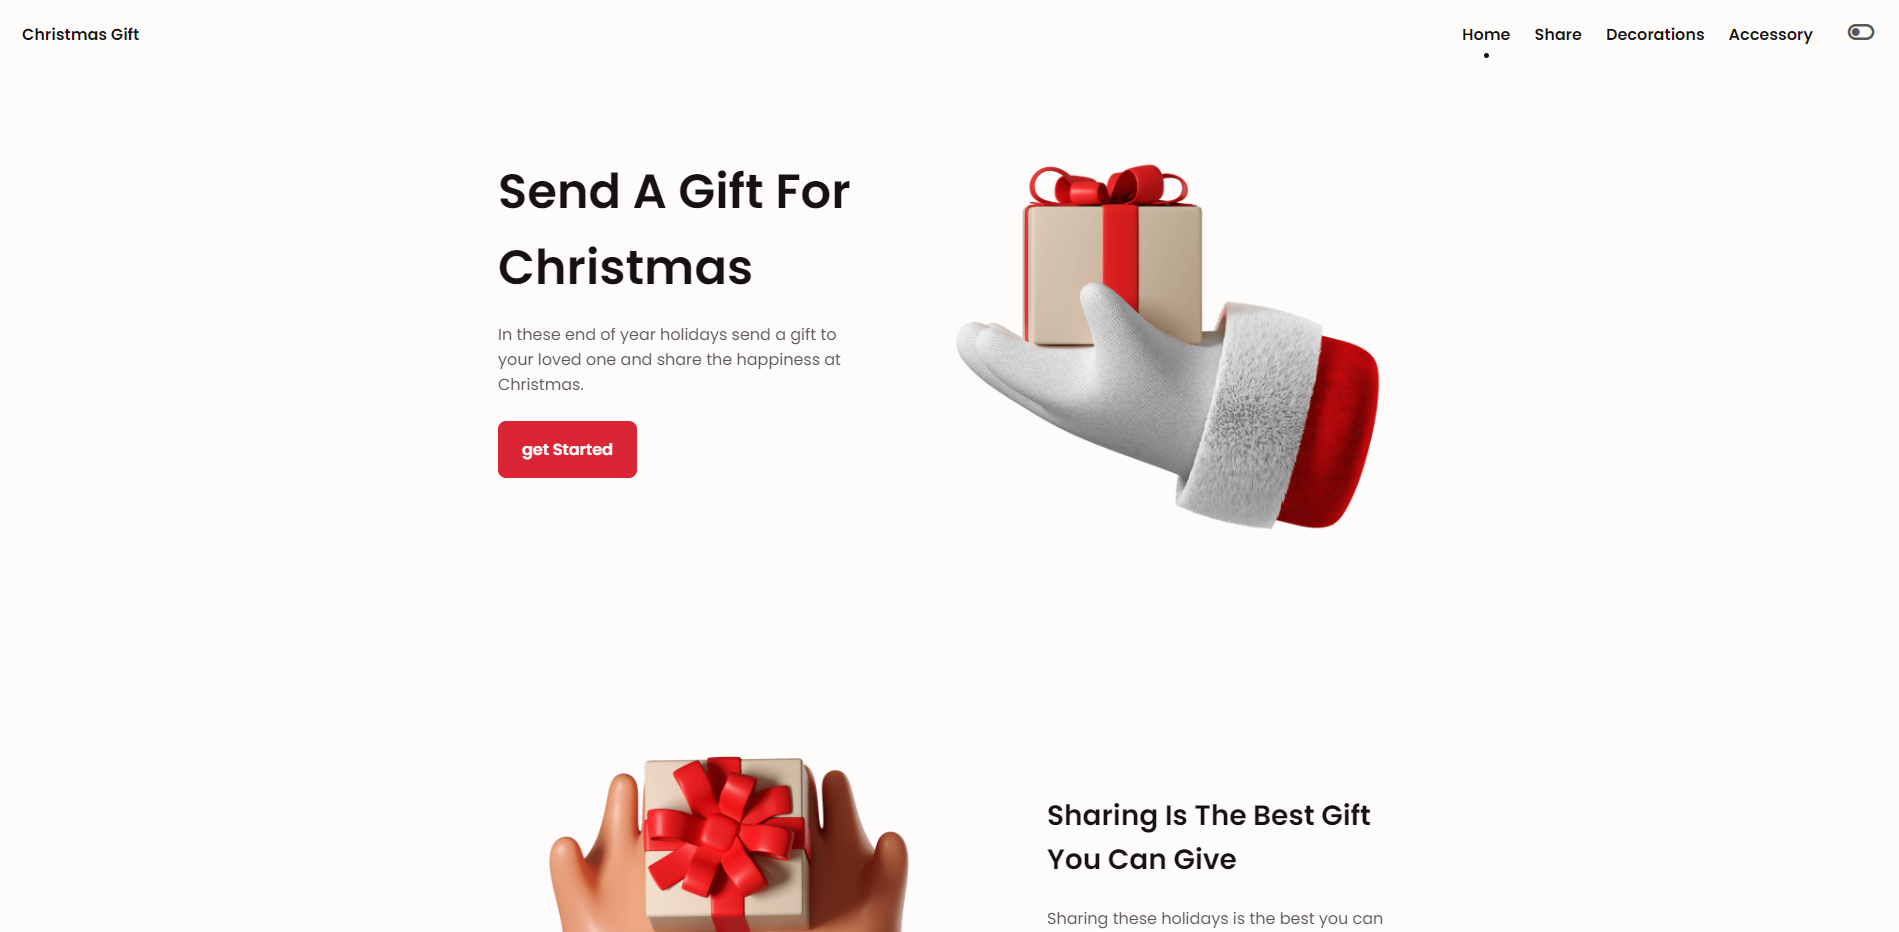 Christmas Gift
Home Share Decorations Accessory
Send A Gift For
Christmas
In these end of year holidays send a gift to
your loved one and share the happiness at
Christmas.
get Started
Sharing Is The Best Gift
You Can Give
Sharing these holidays is the best you can